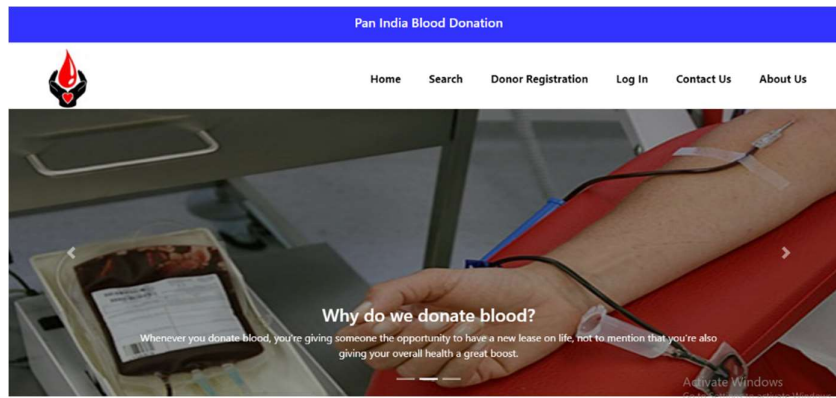 Pan India Blood Donation
Home Search Donor Registration Log In Contact Us About Us
Why do we donate blood?
Whenever you donate blood, you're giving someone the opportunity to have a new lease on life, not to mention that you're also
giving your overall health a great boost.
Activate Windows